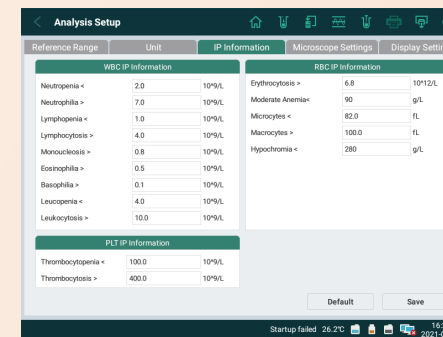 Analysis Setup
Reference Range Unit IP Information Microscope Settings Display Settin
WBC IP Information
Neutropenia < 2.0 10^9/L
Neutrophilia > 7.0 10^9/L
Lymphopenia < 1.0 10^9/L
Lymphocytosis > 4.0 10^9/L
Monoucleosis > 0.8 10^9/L
Eosinophilia > 0.5 10^9/L
Basophilia > 0.1 10^9/L
Leucopenia < 4.0 10^9/L
Leukocytosis > 10.0 10^9/L
RBC IP Information
Erythrocytosis > 6.8 10^12/L
Moderate Anemia< 90 g/L
Microcytes < 82.0 fL
Macrocytes > 100.0 fL
Hypochromia < 280 g/L
PLT IP Information
Thrombocytopenia < 100.0 10^9/L
Thrombocytosis > 400.0 10^9/L
Default Save
Startup failed 26.2℃ 16:
2021-0